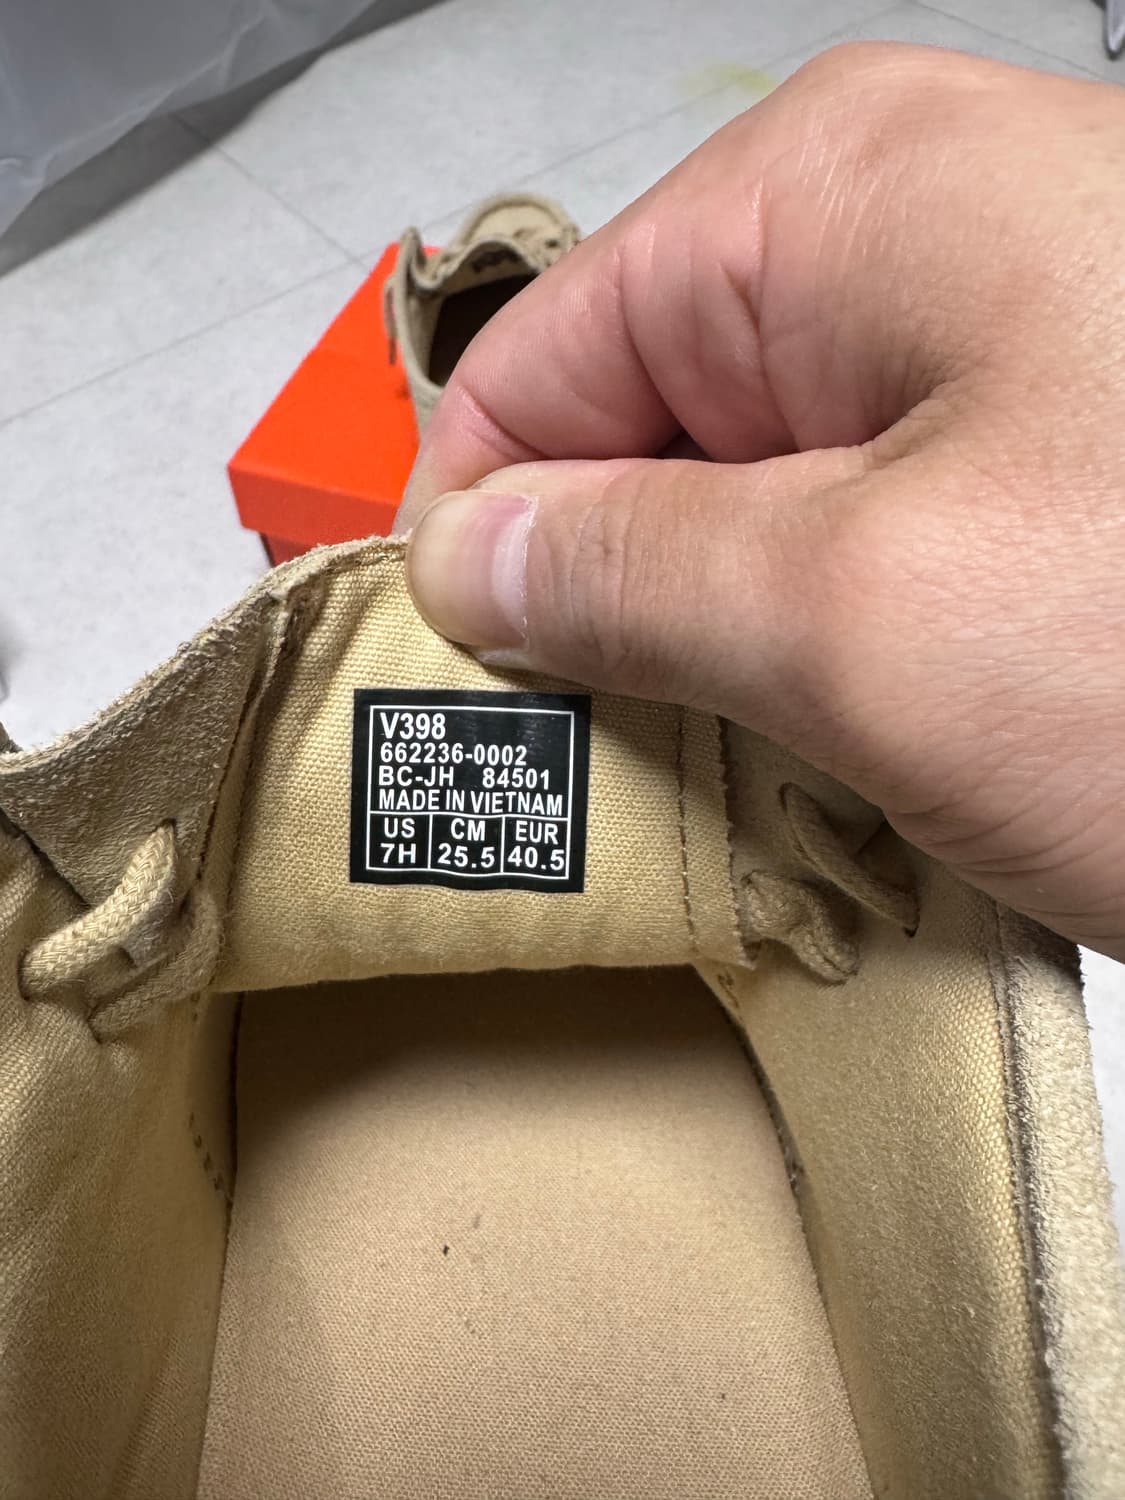 V398
662236-0002
BC-JH 84501
MADE IN VIETNAM
US CM EUR
7H 25.5 40.5